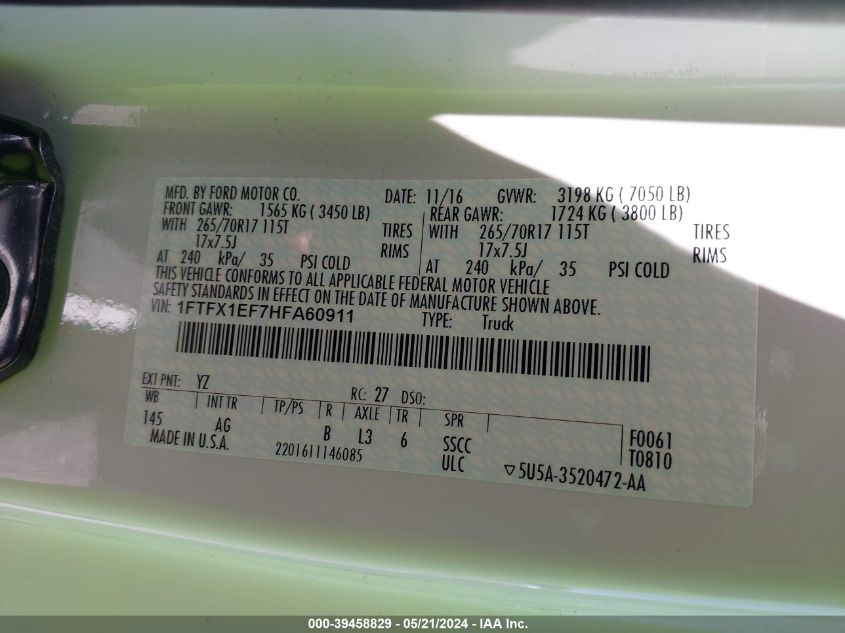 MFD. BY FORD MOTOR CO. DATE: 11/16 GVWR: 3198 KG ( 7050 LB)
FRONT GAWR: 1565 KG ( 3450 LB) REAR GAWR: 1724 KG ( 3800 LB)
WITH 265/70R17 115T TIRES WITH 265/70R17 115T TIRES
17x7.5J RIMS 17x7.5J RIMS
AT 240 kPa/ 35 PSI COLD AT 240 kPa/ 35 PSI COLD
THIS VEHICLE CONFORMS TO ALL APPLICABLE FEDERAL MOTOR VEHICLE
SAFETY STANDARDS IN EFFECT ON THE DATE OF MANUFACTURE SHOWN ABOVE.
VIN: 1FTFX1EF7HFA60911 TYPE: Truck
EXT PNT: YZ RC: 27 DSO:
WB INT TR TP/PS R AXLE TR SPR
145 AG B L3 6 SSCC F0061
MADE IN U.S.A. 2201611146085 ULC T0810
▽5U5A-3520472-AA
000-39458829 - 05/21/2024 - IAA Inc.